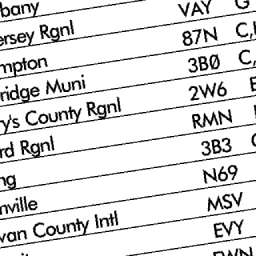 bany
ersey Rgnl VAY G
mpton 87N C,
ridge Muni 3B0 C,
y's County Rgnl 2W6
rd Rgnl RMN
ng 3B3
nville N69
van County Intl MSV
EVY
EWN